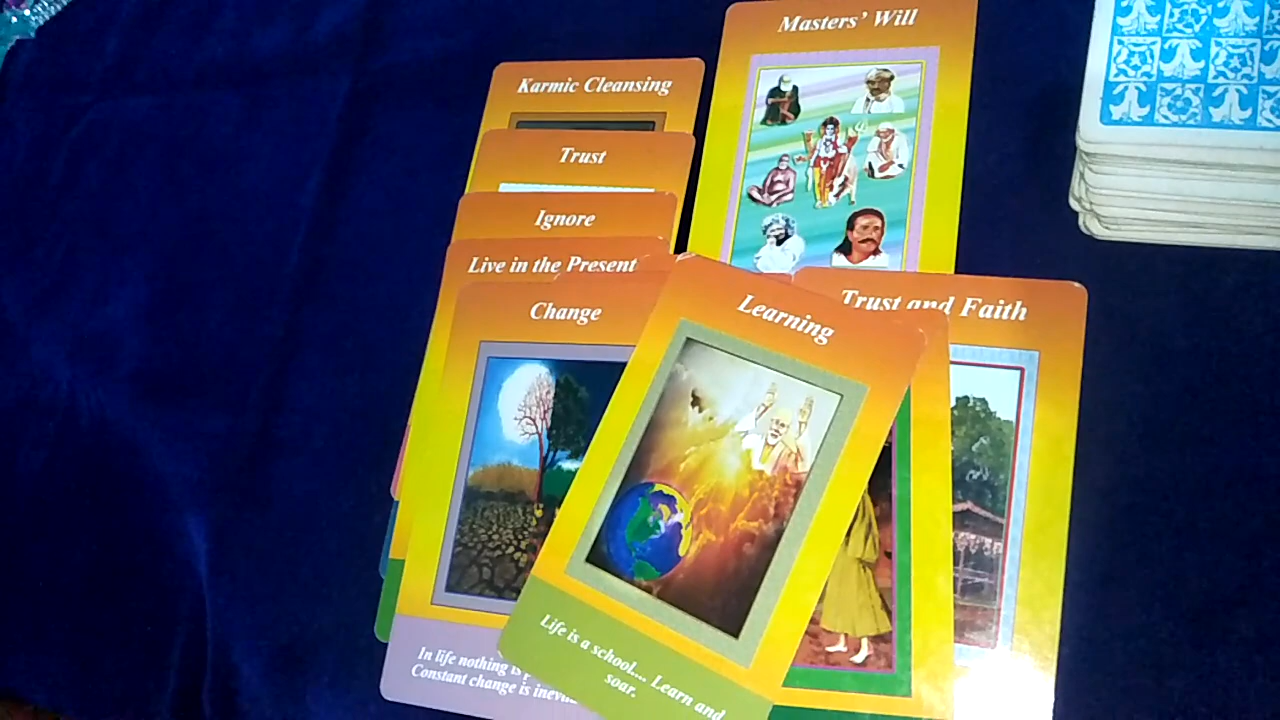 Masters' Will
Karmic Cleansing
Trust
Ignore
Live in the Present
Change
Learning
Trust and Faith
Life is a school.... Learn and
soar.
In life nothing is
Constant change is